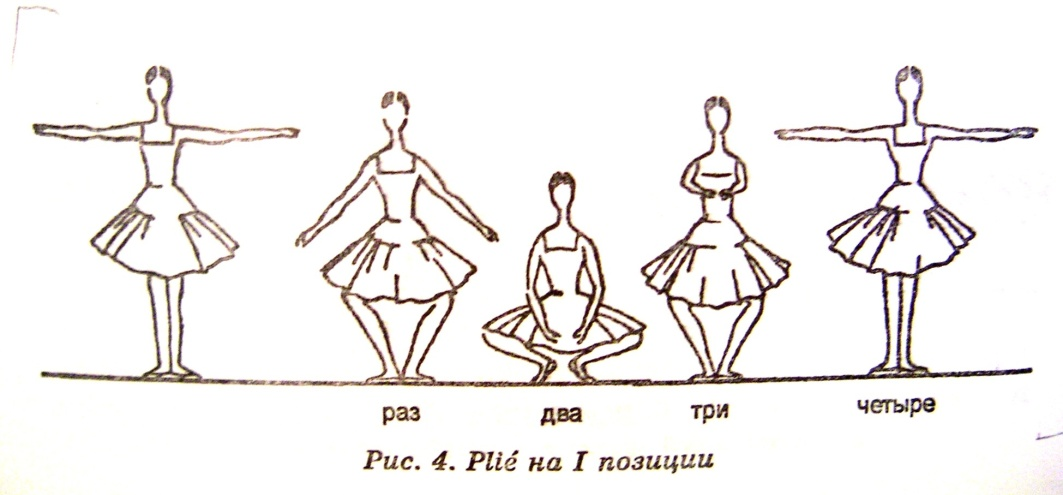 раз два три четыре
Рис. 4. Plié на I позиции